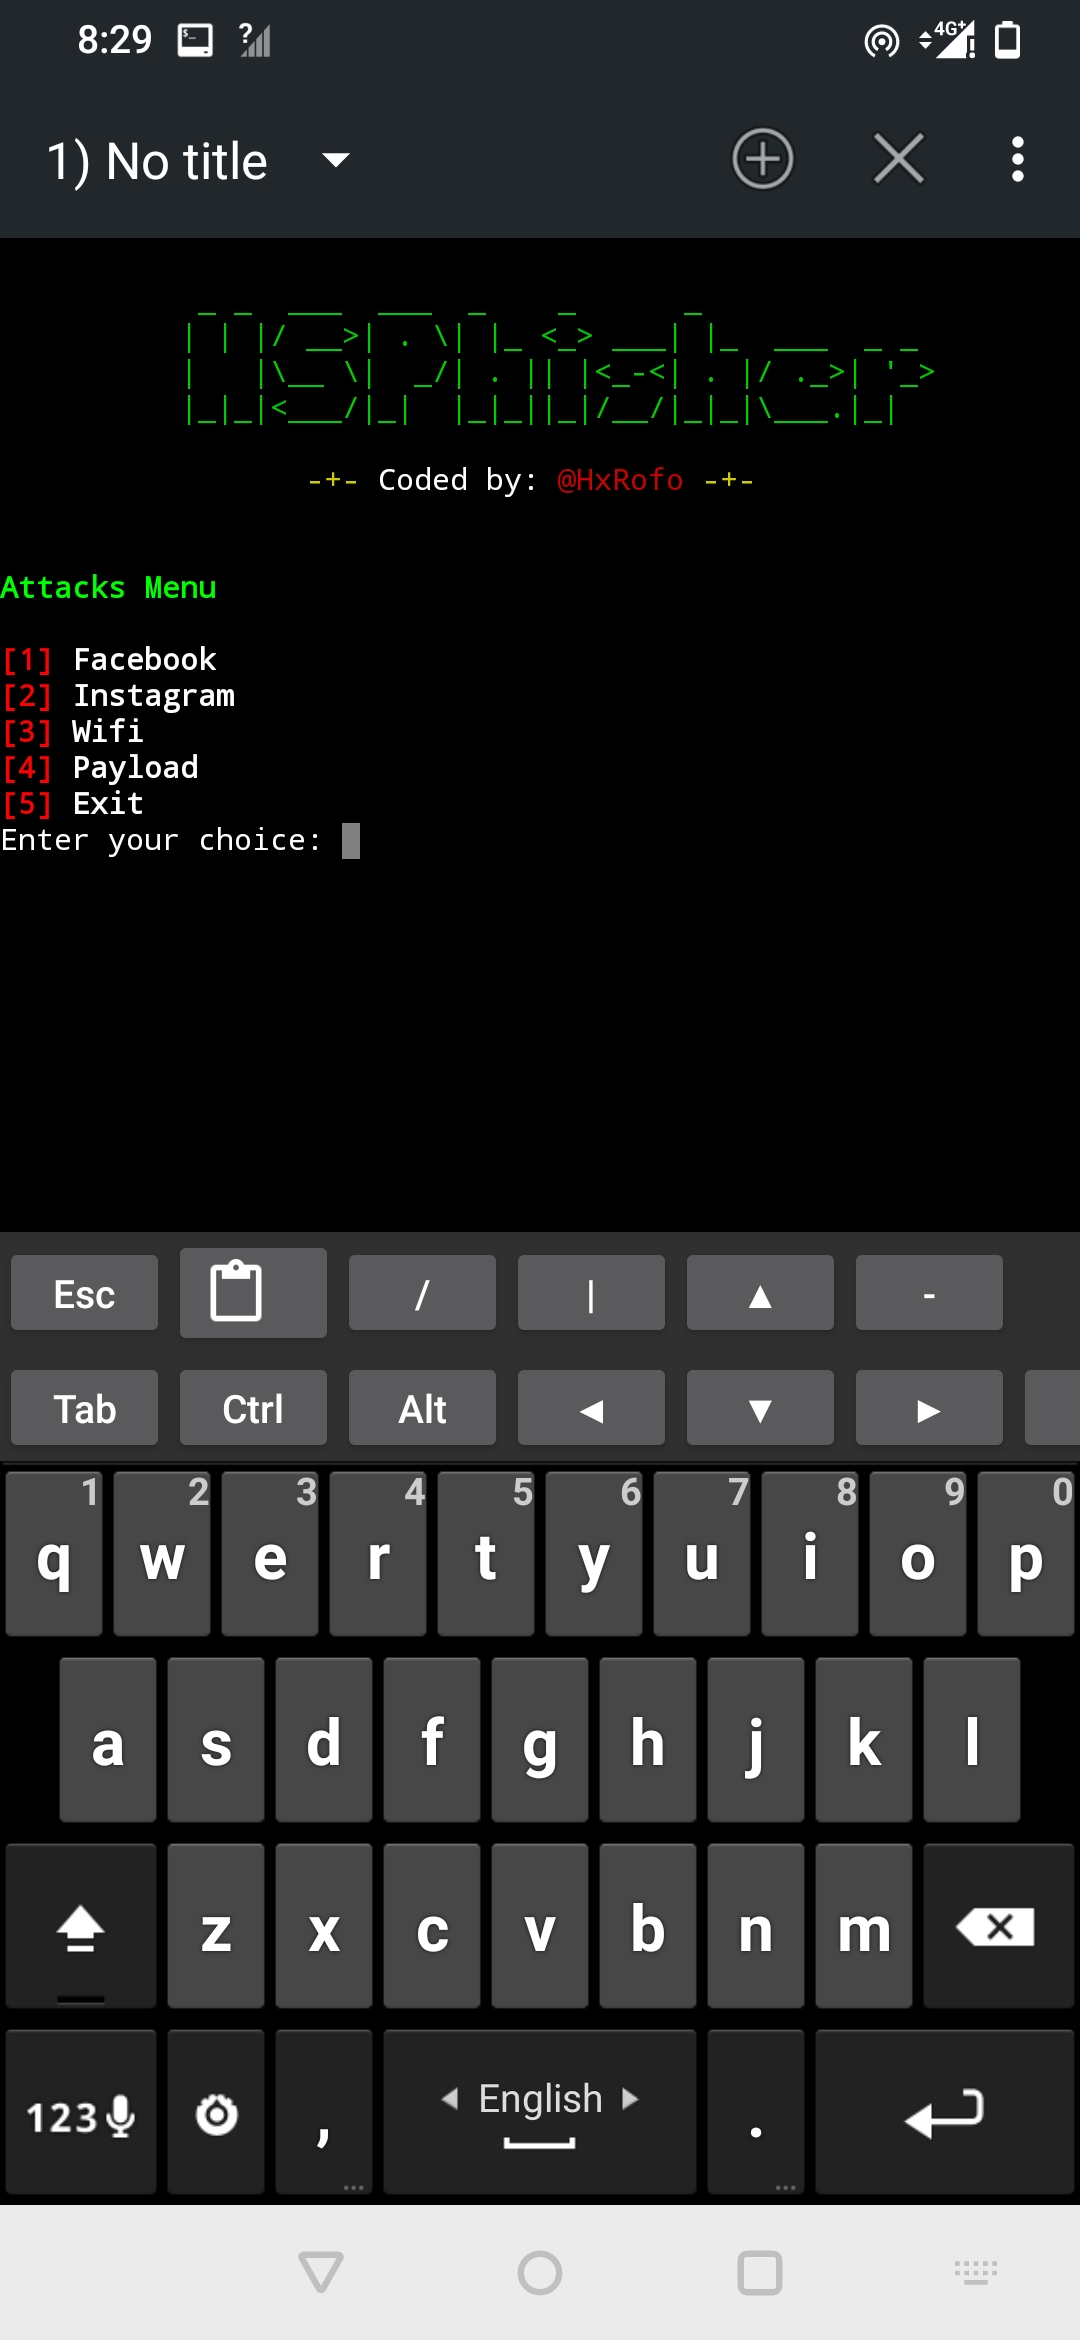 8:29
4G+
1) No title
HSPhisher
-+- Coded by: @HxRofo -+-
Attacks Menu
[1] Facebook
[2] Instagram
[3] Wifi
[4] Payload
[5] Exit
Enter your choice:
Esc / | ▲ -
Tab Ctrl Alt ◀ ▼ ▶
1 2 3 4 5 6 7 8 9 0
q w e r t y u i o p
a s d f g h j k l
z x c v b n m
123 , English .